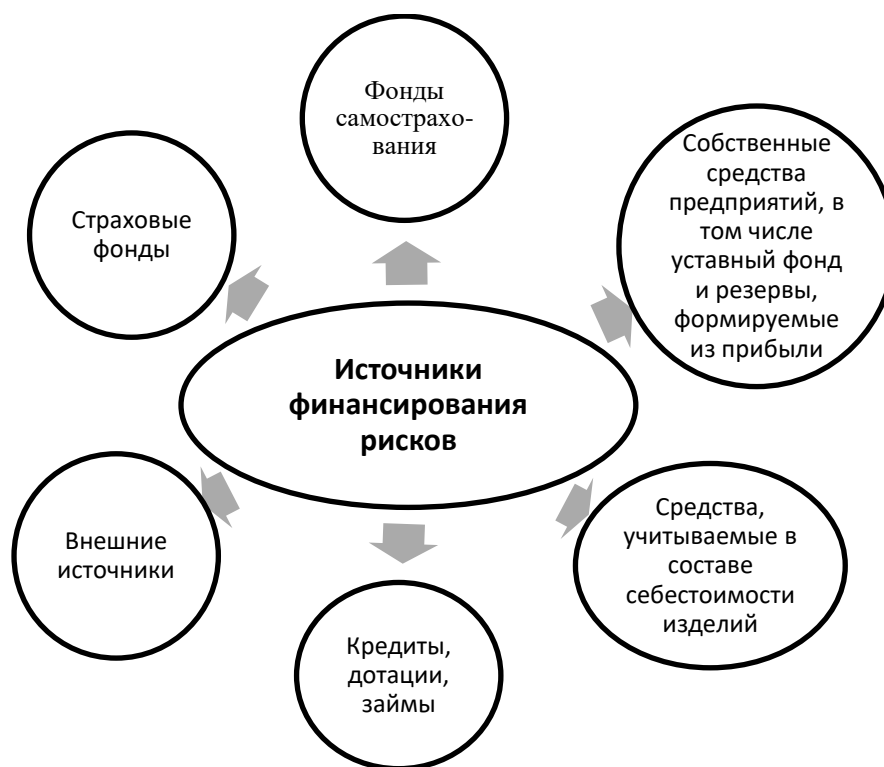 Фонды
самострахо-
вания
Собственные
средства
предприятий, в
том числе
уставный фонд
и резервы,
формируемые
из прибыли
Страховые
фонды
Источники
финансирования
рисков
Внешние
источники
Средства,
учитываемые в
составе
себестоимости
изделий
Кредиты,
дотации,
займы